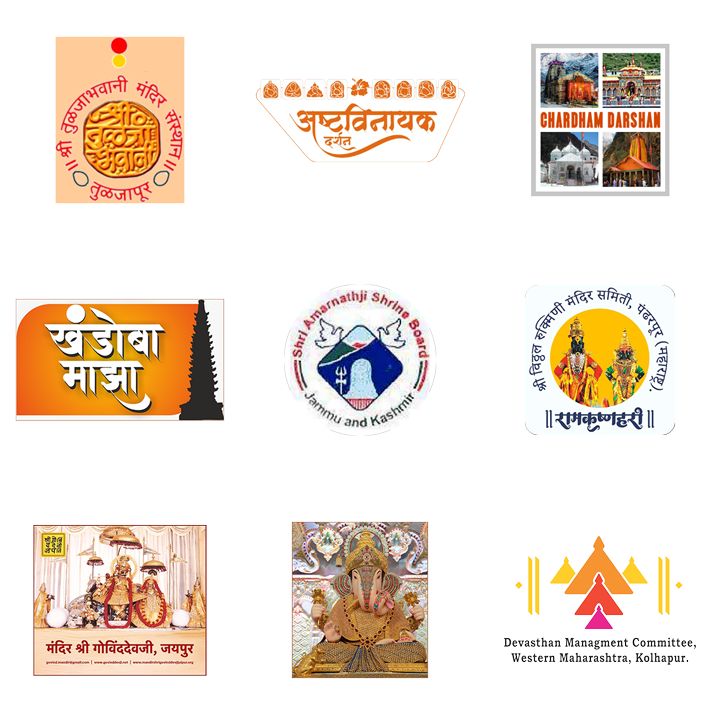 ॥ श्री तुळजाभवानी मंदिर संस्थान ॥
श्री
तुळजा
भवानी
तुळजापूर
अष्टविनायक
दर्शन
CHARDHAM DARSHAN
खंडोबा
माझा
Shri Amarnathji Shrine Board
Jammu and Kashmir
श्री विठ्ठल रुक्मिणी मंदिर समिती, पंढरपूर (महाराष्ट्र).
॥रामकृष्णहरी॥
मंदिर श्री गोविंददेवजी, जयपुर
Devasthan Managment Committee,
Western Maharashtra, Kolhapur.